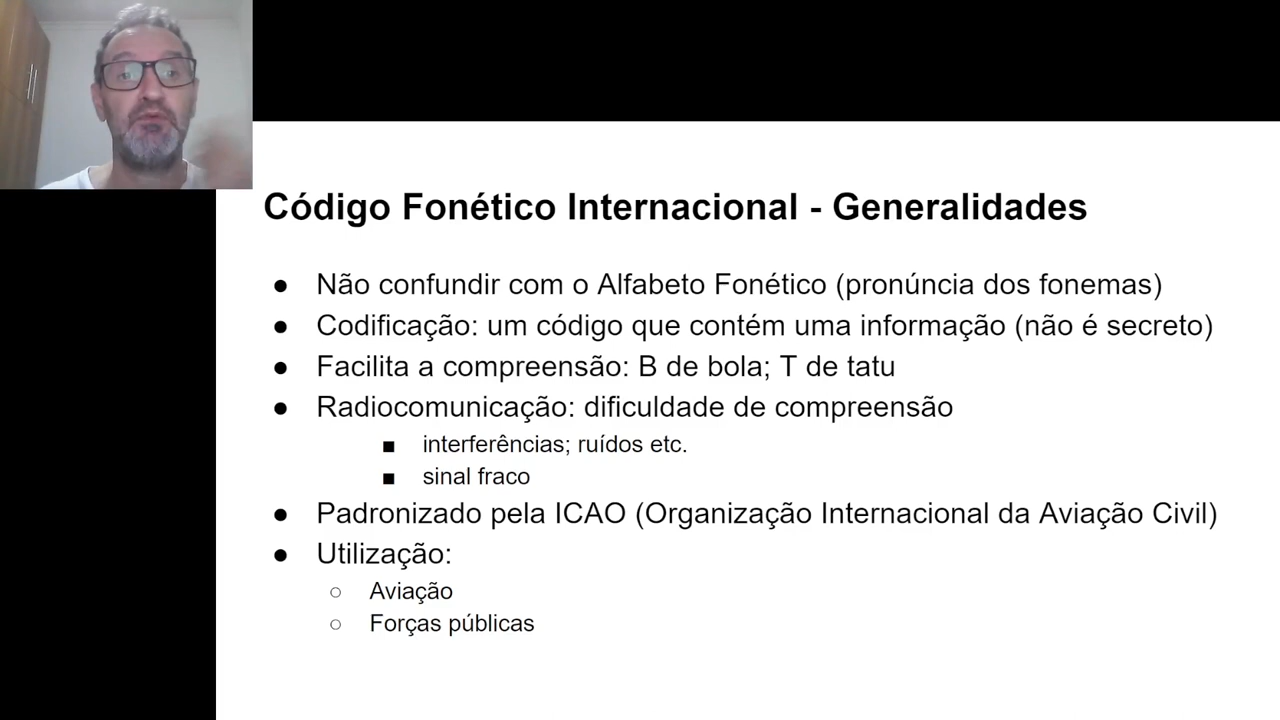 Código Fonético Internacional - Generalidades
● Não confundir com o Alfabeto Fonético (pronúncia dos fonemas)
● Codificação: um código que contém uma informação (não é secreto)
● Facilita a compreensão: B de bola; T de tatu
● Radiocomunicação: dificuldade de compreensão
■ interferências; ruídos etc.
■ sinal fraco
● Padronizado pela ICAO (Organização Internacional da Aviação Civil)
● Utilização:
○ Aviação
○ Forças públicas